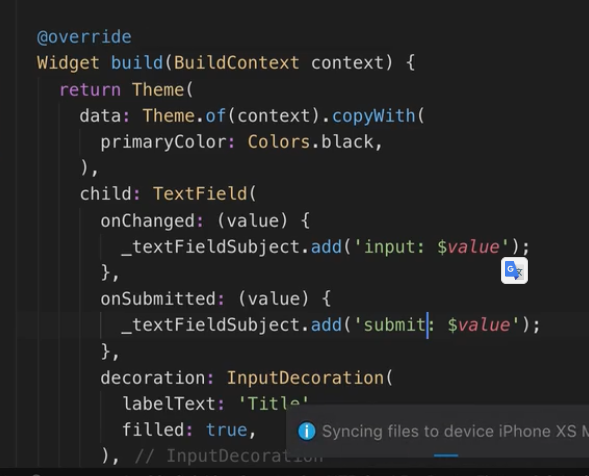 @override
Widget build(BuildContext context) {
return Theme(
data: Theme.of(context).copyWith(
primaryColor: Colors.black,
),
child: TextField(
onChanged: (value) {
_textFieldSubject.add('input: $value');
},
onSubmitted: (value) {
_textFieldSubject.add('submit: $value');
},
decoration: InputDecoration(
labelText: 'Title'
filled: true,
Syncing files to device iPhone XS M
), // InputDecoration